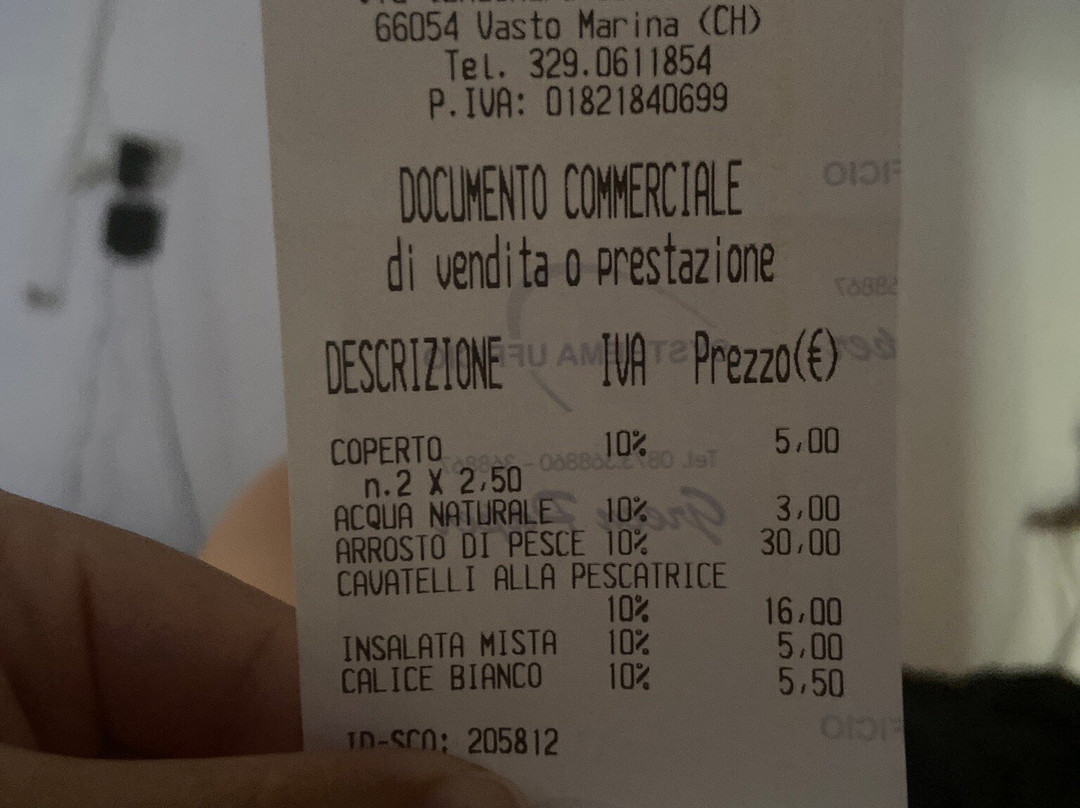 66054 Vasto Marina (CH)
Tel. 329.0611854
P.IVA: 01821840699
DOCUMENTO COMMERCIALE
di vendita o prestazione
DESCRIZIONE IVA Prezzo(€)
COPERTO 10% 5,00
n.2 X 2,50
ACQUA NATURALE 10% 3,00
ARROSTO DI PESCE 10% 30,00
CAVATELLI ALLA PESCATRICE
10% 16,00
INSALATA MISTA 10% 5,00
CALICE BIANCO 10% 5,50
ID-SCO: 205812